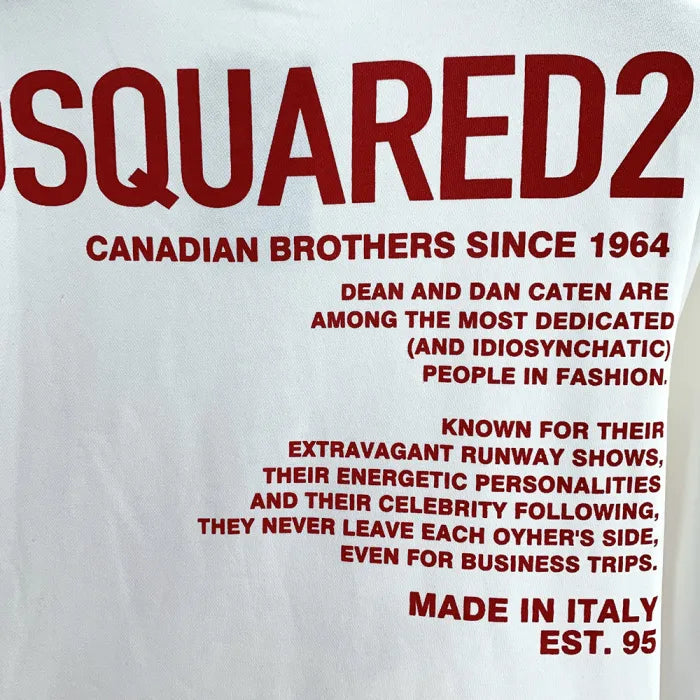 DSQUARED2
CANADIAN BROTHERS SINCE 1964
DEAN AND DAN CATEN ARE
AMONG THE MOST DEDICATED
(AND IDIOSYNCHATIC)
PEOPLE IN FASHION.
KNOWN FOR THEIR
EXTRAVAGANT RUNWAY SHOWS,
THEIR ENERGETIC PERSONALITIES
AND THEIR CELEBRITY FOLLOWING,
THEY NEVER LEAVE EACH OYHER'S SIDE,
EVEN FOR BUSINESS TRIPS.
MADE IN ITALY
EST. 95